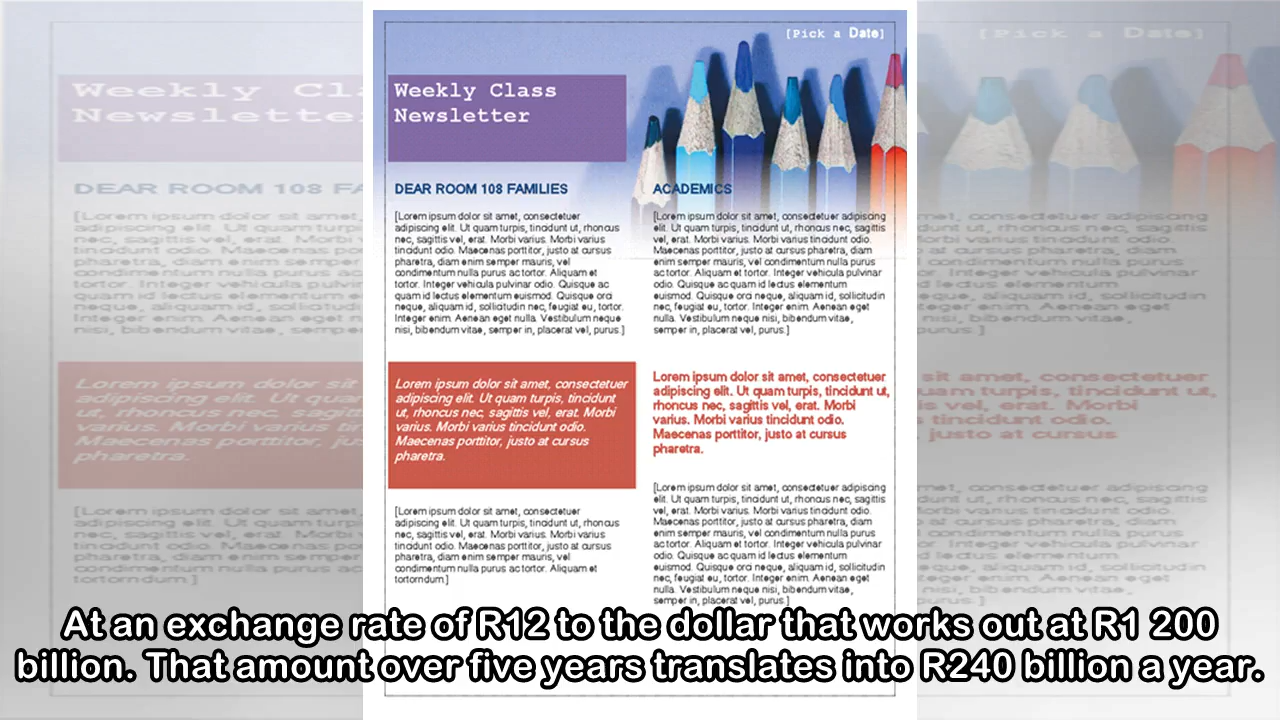 [Pick a Date]
Weekly Class
Newsletter
DEAR ROOM 108 FAMILIES
[Lorem ipsum dolor sit amet, consectetuer
adipiscing elit. Ut quam turpis, tincidunt ut, rhoncus
nec, sagittis vel, erat. Morbi varius. Morbi varius
tincidunt odio. Maecenas porttitor, justo at cursus
pharetra, diam enim semper mauris, vel
condimentum nulla purus ac tortor. Aliquam et
tortor. Integer vehicula pulvinar odio. Quisque ac
quam id lectus elementum euismod. Quisque orci
neque, aliquam id, sollicitudin nec, feugiat eu, tortor.
Integer enim. Aenean eget nulla. Vestibulum neque
nisi, bibendum vitae, semper in, placerat vel, purus.]
Lorem ipsum dolor sit amet, consectetuer
adipiscing elit. Ut quam turpis, tincidunt
ut, rhoncus nec, sagittis vel, erat. Morbi
varius. Morbi varius tincidunt odio.
Maecenas porttitor, justo at cursus
pharetra.
[Lorem ipsum dolor sit amet, consectetuer
adipiscing elit. Ut quam turpis, tincidunt ut, rhoncus
nec, sagittis vel, erat. Morbi varius. Morbi varius
tincidunt odio. Maecenas porttitor, justo at cursus
pharetra, diam enim semper mauris, vel
condimentum nulla purus ac tortor. Aliquam et
tortorndum.]
ACADEMICS
[Lorem ipsum dolor sit amet, consectetuer adipiscing
elit. Ut quam turpis, tincidunt ut, rhoncus nec, sagittis
vel, erat. Morbi varius. Morbi varius tincidunt odio.
Maecenas porttitor, justo at cursus pharetra, diam
enim semper mauris, vel condimentum nulla purus
ac tortor. Aliquam et tortor. Integer vehicula pulvinar
odio. Quisque ac quam id lectus elementum
euismod. Quisque orci neque, aliquam id, sollicitudin
nec, feugiat eu, tortor. Integer enim. Aenean eget
nulla. Vestibulum neque nisi, bibendum vitae,
semper in, placerat vel, purus.]
Lorem ipsum dolor sit amet, consectetuer
adipiscing elit. Ut quam turpis, tincidunt ut,
rhoncus nec, sagittis vel, erat. Morbi
varius. Morbi varius tincidunt odio.
Maecenas porttitor, justo at cursus
pharetra.
[Lorem ipsum dolor sit amet, consectetuer adipiscing
elit. Ut quam turpis, tincidunt ut, rhoncus nec, sagittis
vel, erat. Morbi varius. Morbi varius tincidunt odio.
Maecenas porttitor, justo at cursus pharetra, diam
enim semper mauris, vel condimentum nulla purus
ac tortor. Aliquam et tortor. Integer vehicula pulvinar
odio. Quisque ac quam id lectus elementum
euismod. Quisque orci neque, aliquam id, sollicitudin
nec, feugiat eu, tortor. Integer enim. Aenean eget
nulla. Vestibulum neque nisi, bibendum vitae,
semper in, placerat vel, purus.]
At an exchange rate of R12 to the dollar that works out at R1 200
billion. That amount over five years translates into R240 billion a year.